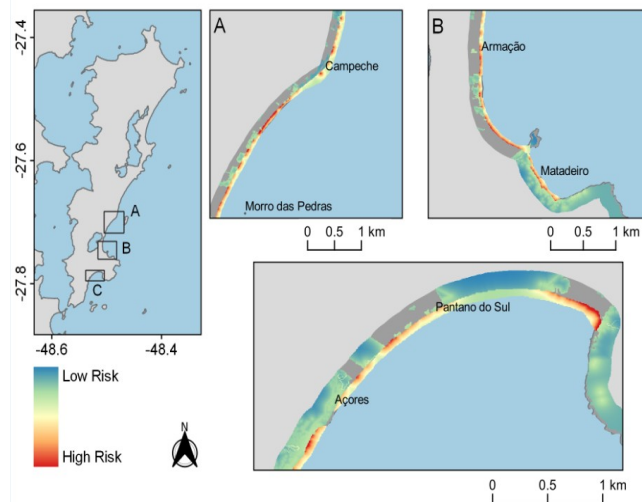 -27.4
-27.6
-27.8
-48.6
-48.4
A
B
C
A
Campeche
Morro das Pedras
0 0.5 1 km
B
Armação
Matadeiro
0 0.5 1 km
Pantano do Sul
Açores
0 0.5 1 km
Low Risk
High Risk
N